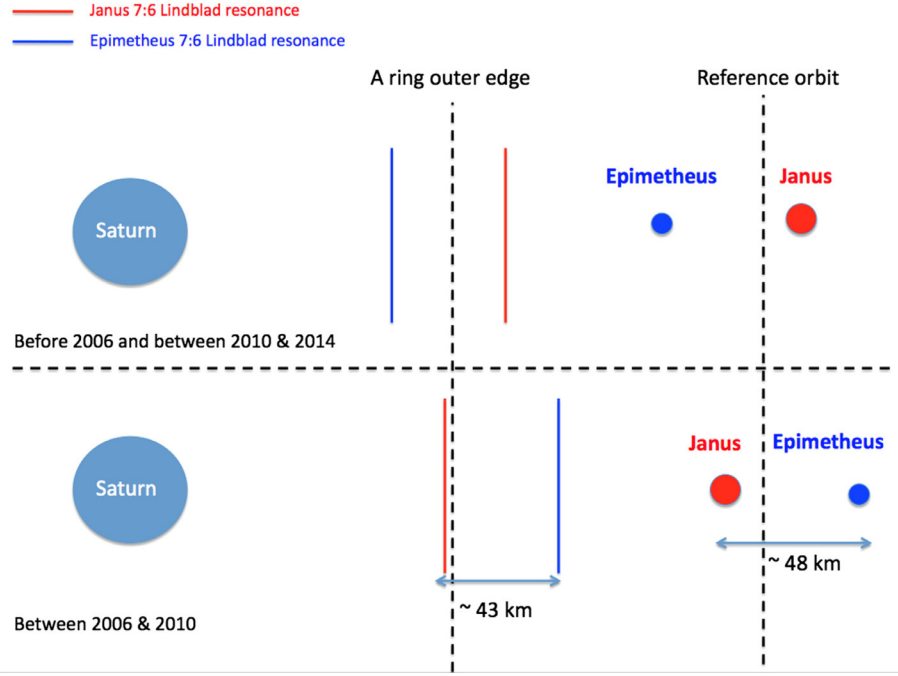 Janus 7:6 Lindblad resonance
Epimetheus 7:6 Lindblad resonance
A ring outer edge
Reference orbit
Epimetheus
Janus
Saturn
Before 2006 and between 2010 & 2014
Janus
Epimetheus
Saturn
~ 48 km
~ 43 km
Between 2006 & 2010